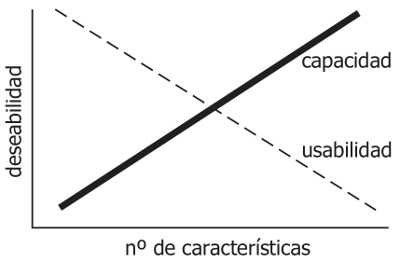 capacidad
deseabilidad
usabilidad
nº de características